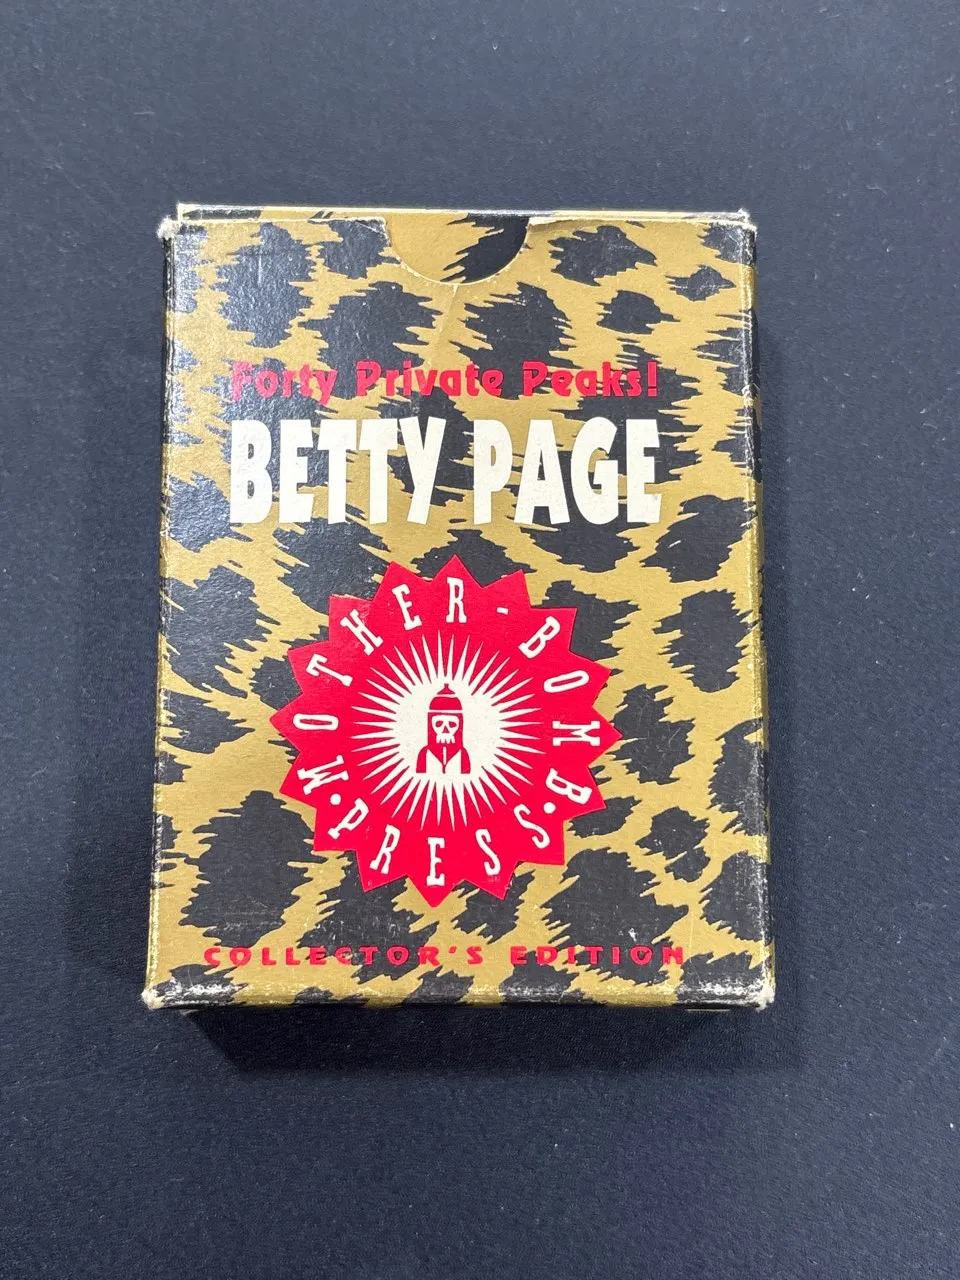 Forty Private Peaks!
BETTY PAGE
MOTHER-BOMB • PRESS •
COLLECTOR'S EDITION